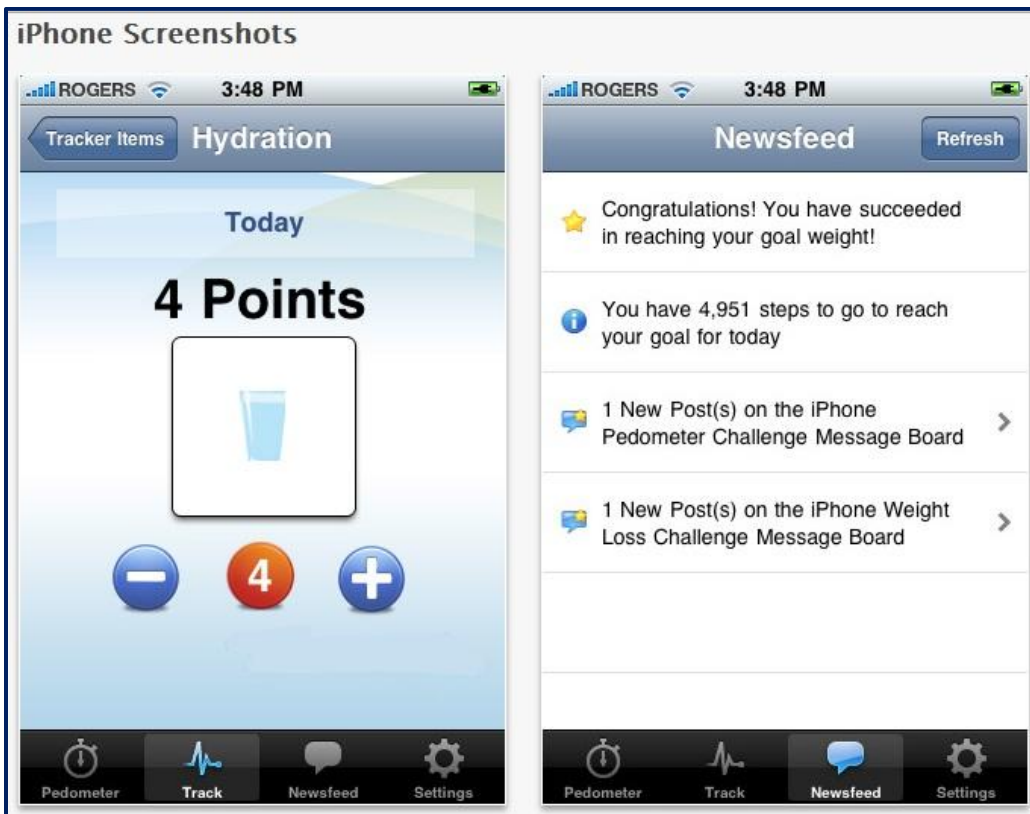 iPhone Screenshots
ROGERS 3:48 PM
Tracker Items Hydration
Today
4 Points
4
Pedometer Track Newsfeed Settings
ROGERS 3:48 PM
Newsfeed Refresh
Congratulations! You have succeeded
in reaching your goal weight!
You have 4,951 steps to go to reach
your goal for today
1 New Post(s) on the iPhone
Pedometer Challenge Message Board
1 New Post(s) on the iPhone Weight
Loss Challenge Message Board
Pedometer Track Newsfeed Settings